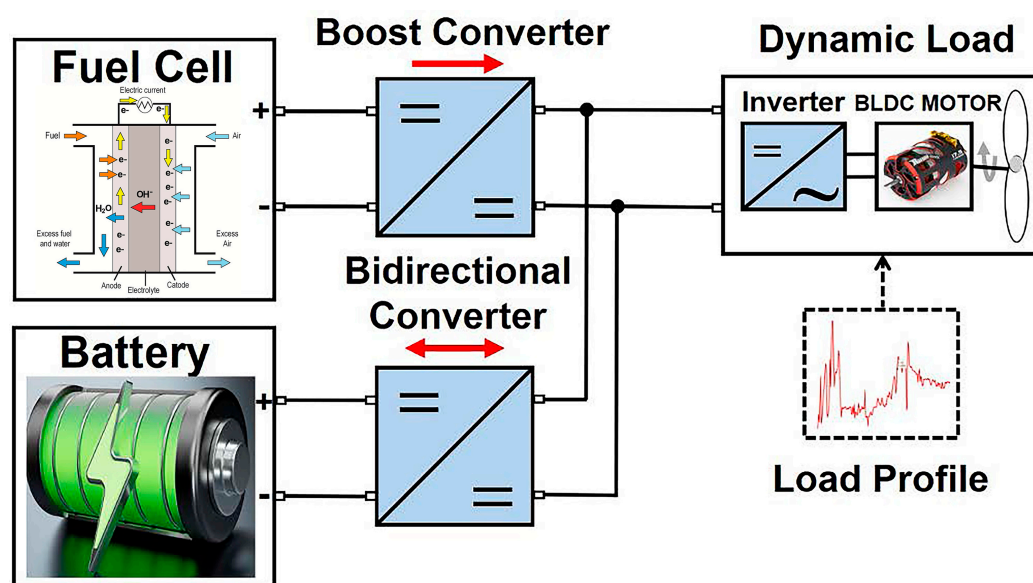 Boost Converter
Dynamic Load
Fuel Cell
Electric current
e-
e-
+
Fuel
Air
Inverter
BLDC MOTOR
e-
e-
e-
e-
OH⁻
H₂O
-
e-
e-
e-
e-
Excess fuel
and water
Excess
Air
Anode
Electrolyte
Catode
Bidirectional
Converter
Battery
+
-
Load Profile